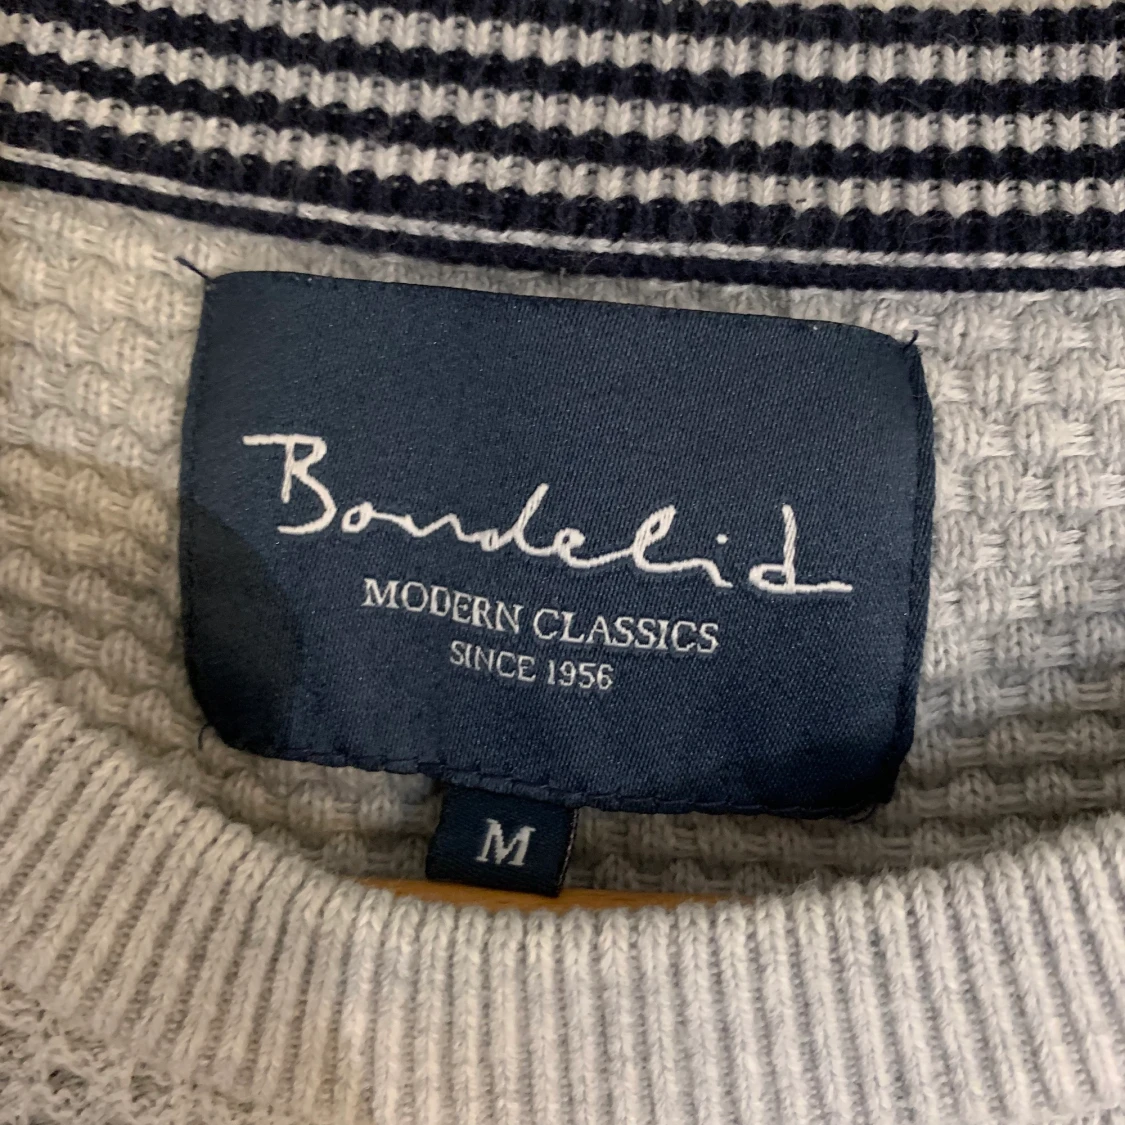 Bondelid
MODERN CLASSICS
SINCE 1956
M